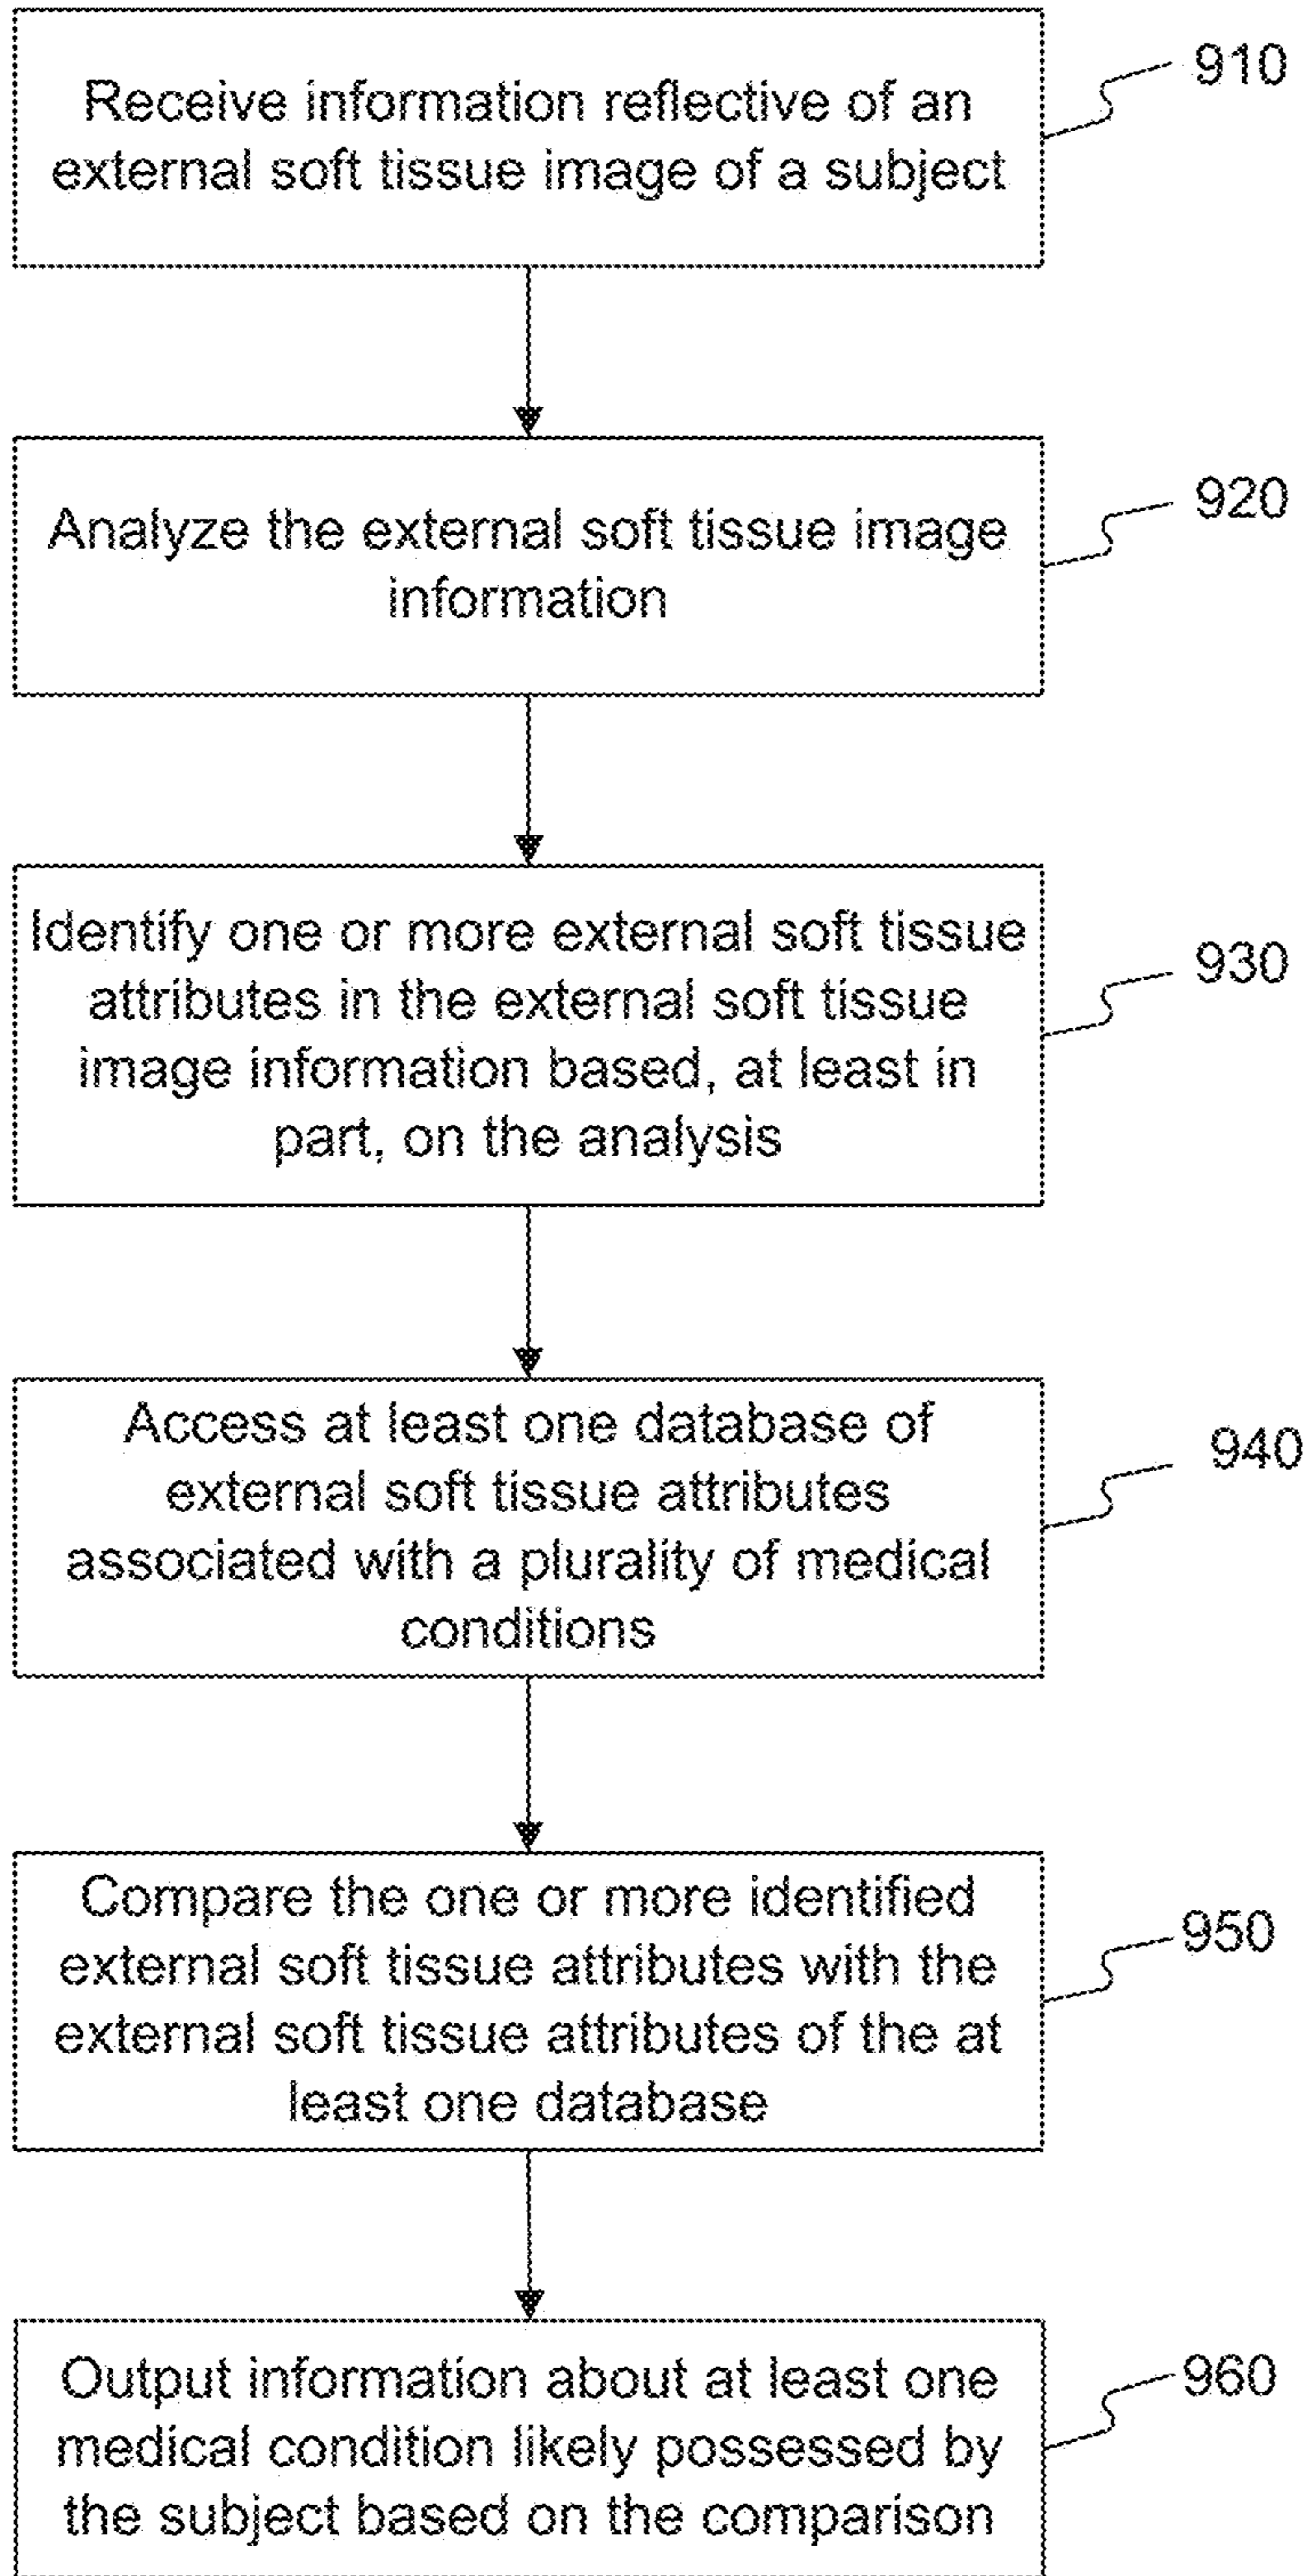 Receive information reflective of an
external soft tissue image of a subject
910
Analyze the external soft tissue image
information
920
Identify one or more external soft tissue
attributes in the external soft tissue
image information based, at least in
part, on the analysis
930
Access at least one database of
external soft tissue attributes
associated with a plurality of medical
conditions
940
Compare the one or more identified
external soft tissue attributes with the
external soft tissue attributes of the at
least one database
950
Output information about at least one
medical condition likely possessed by
the subject based on the comparison
960